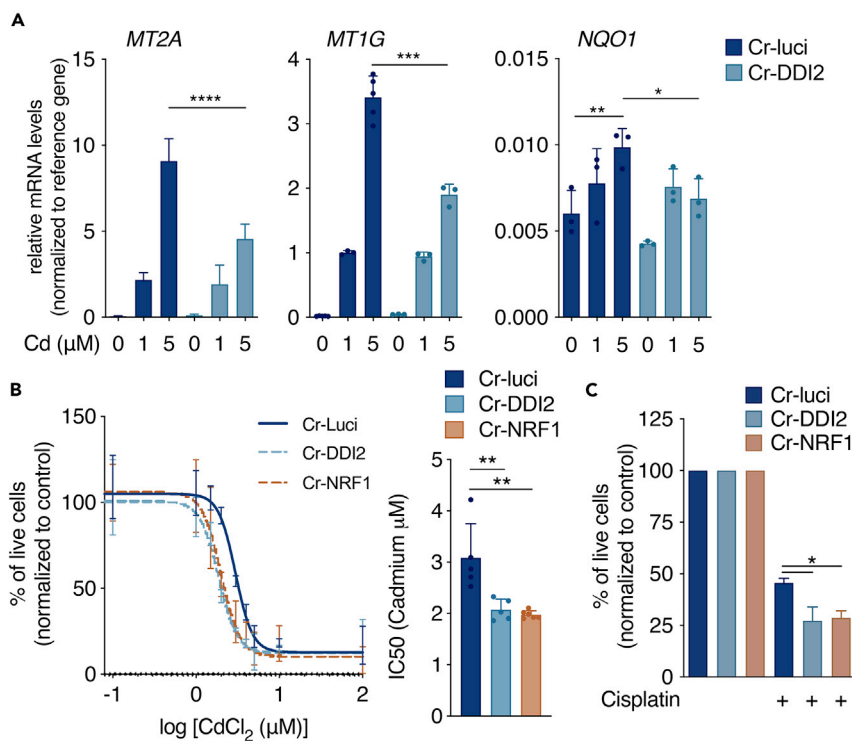 A
MT2A
MT1G
NQO1
Cr-luci
Cr-DDI2
relative mRNA levels
(normalized to reference gene)
15
10
5
0
****
4
3
2
1
0
***
0.015
0.010
0.005
0.000
**
*
Cd (µM) 0 1 5 0 1 5
0 1 5 0 1 5
0 1 5 0 1 5
B
% of live cells
(normalized to control)
150
100
50
0
-1 0 1 2
log [CdCl₂ (µM)]
Cr-Luci
Cr-DDI2
Cr-NRF1
Cr-luci
Cr-DDI2
Cr-NRF1
IC50 (Cadmium µM)
5
4
3
2
1
0
**
**
C
Cr-luci
Cr-DDI2
Cr-NRF1
% of live cells
(normalized to control)
125
100
75
50
25
0
*
Cisplatin + + +